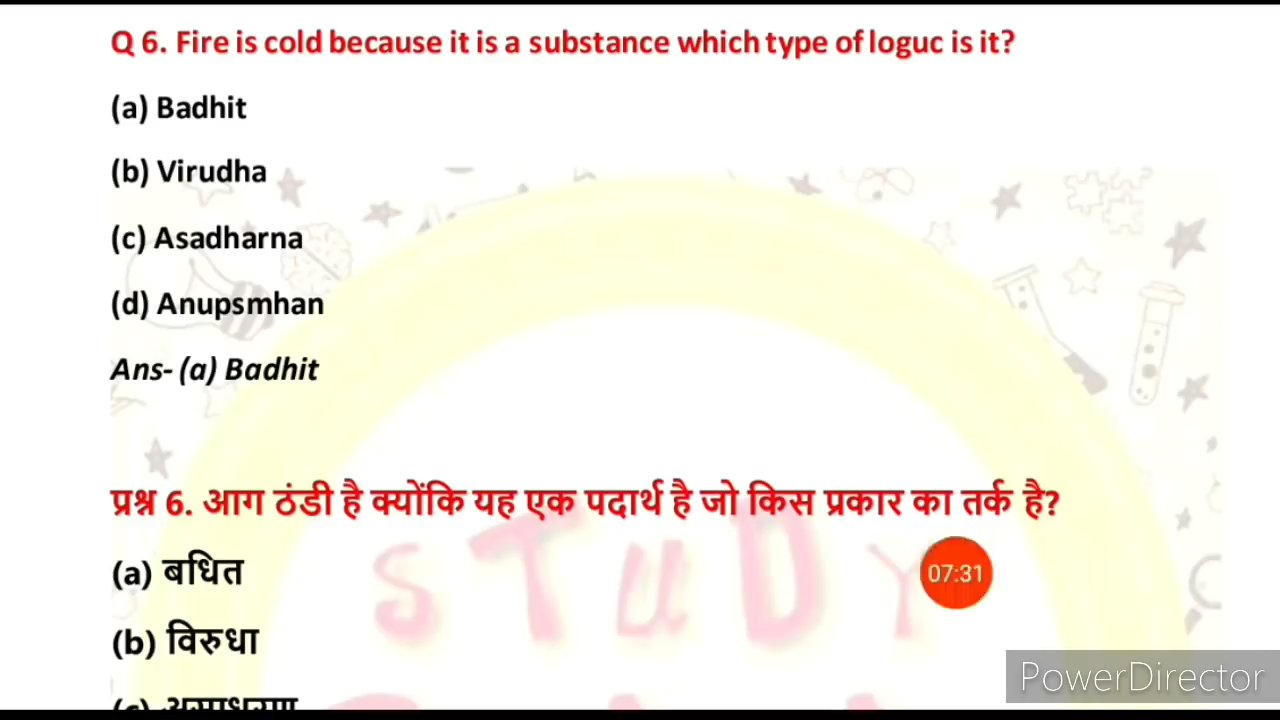 Q 6. Fire is cold because it is a substance which type of loguc is it?
(a) Badhit
(b) Virudha
(c) Asadharna
(d) Anupsmhan
Ans- (a) Badhit
प्रश्न 6. आग ठंडी है क्योंकि यह एक पदार्थ है जो किस प्रकार का तर्क है?
STUDY
(a) बधित
07:31
(b) विरुधा
PowerDirector